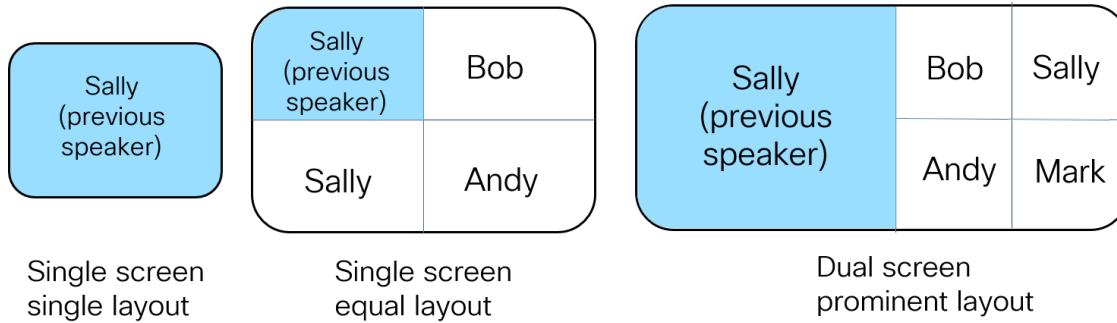 Sally
(previous
speaker)
Sally
(previous
speaker)
Bob
Sally
Andy
Sally
(previous
speaker)
Bob
Sally
Andy
Mark
Single screen
single layout
Single screen
equal layout
Dual screen
prominent layout